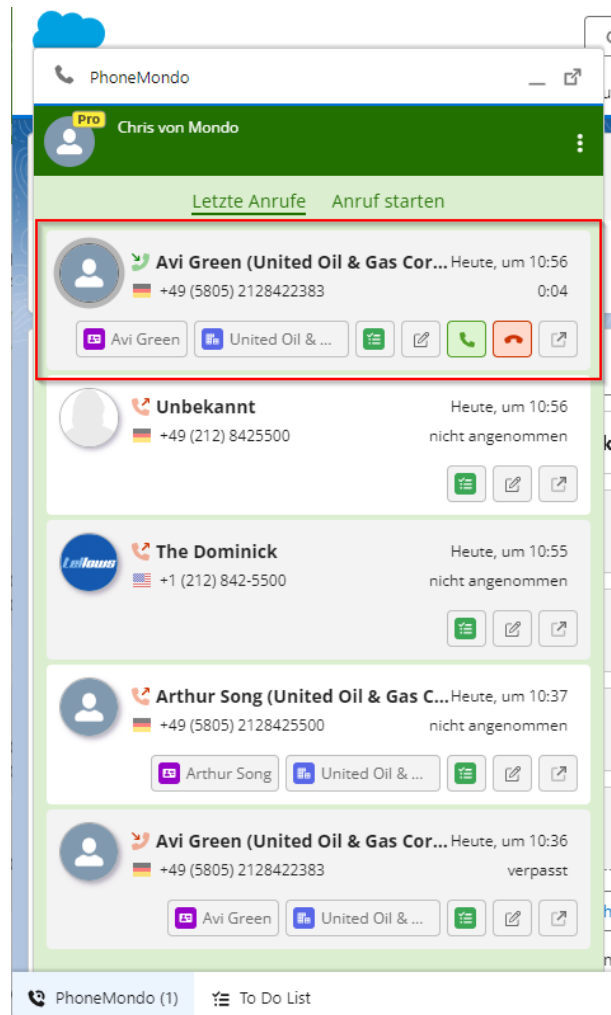 PhoneMondo
Pro
Chris von Mondo
Letzte Anrufe Anruf starten
Avi Green (United Oil & Gas Cor... Heute, um 10:56
+49 (5805) 2128422383 0:04
Avi Green United Oil & ...
Unbekannt Heute, um 10:56
+49 (212) 8425500 nicht angenommen
The Dominick Heute, um 10:55
+1 (212) 842-5500 nicht angenommen
Arthur Song (United Oil & Gas C... Heute, um 10:37
+49 (5805) 2128425500 nicht angenommen
Arthur Song United Oil & ...
Avi Green (United Oil & Gas Cor... Heute, um 10:36
+49 (5805) 2128422383 verpasst
Avi Green United Oil & ...
PhoneMondo (1) To Do List